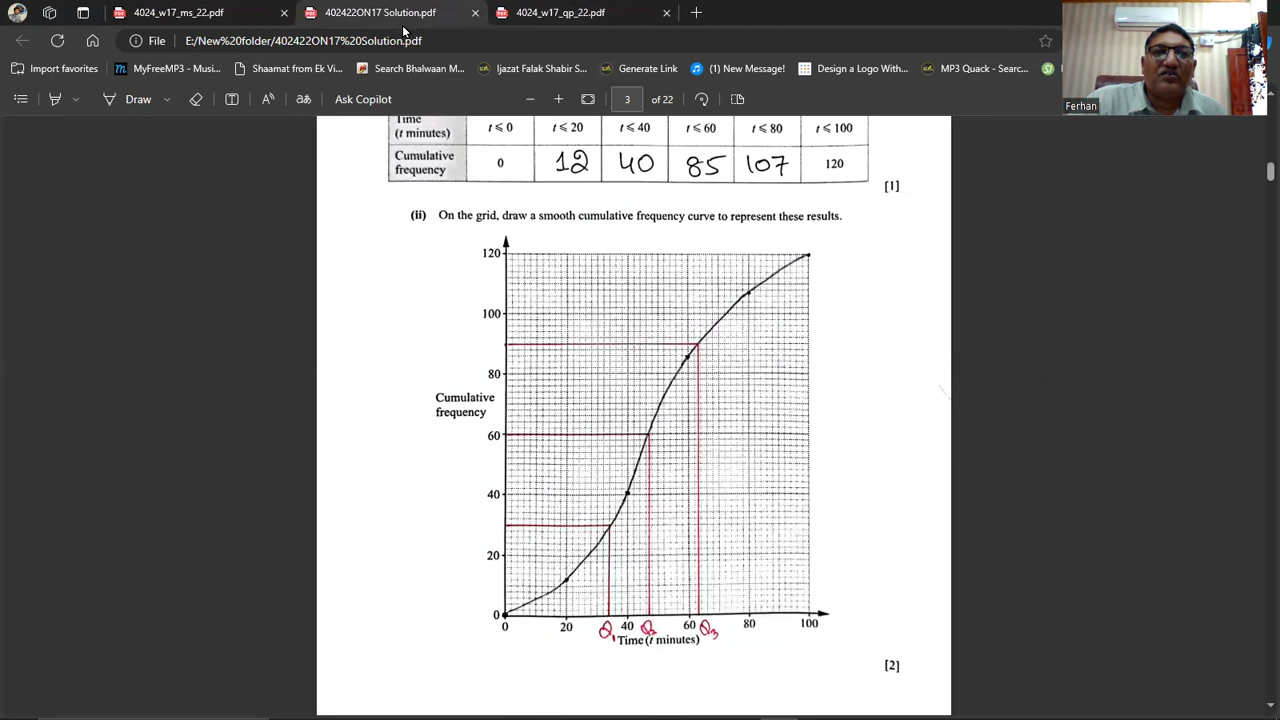 4024_w17_ms_22.pdf
402422ON17 Solution.pdf
4024_w17_qp_22.pdf
File E:/New%20folder/402422ON17%20Solution.pdf
Import favorites MyFreeMP3 - Musi... Shaamat from Ek Vi... Search Bhalwaan M... Ijazat Falak Shabir S... Generate Link (1) New Message! Design a Logo With... MP3 Quack - Searc...
Draw Ask Copilot 3 of 22
Ferhan
Time
(t minutes) t ⩽ 0 t ⩽ 20 t ⩽ 40 t ⩽ 60 t ⩽ 80 t ⩽ 100
Cumulative
frequency 0 12 40 85 107 120
[1]
(ii) On the grid, draw a smooth cumulative frequency curve to represent these results.
120
100
80
Cumulative
frequency
60
40
20
0
0 20 40 60 80 100
Q₁ Q₂ Q₃
Time (t minutes)
[2]